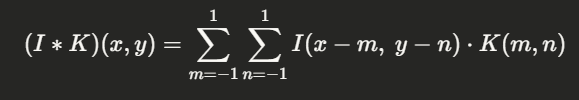 (I ∗ K)(x, y) = ∑_{m=−1}^{1} ∑_{n=−1}^{1} I(x − m, y − n) · K(m, n)